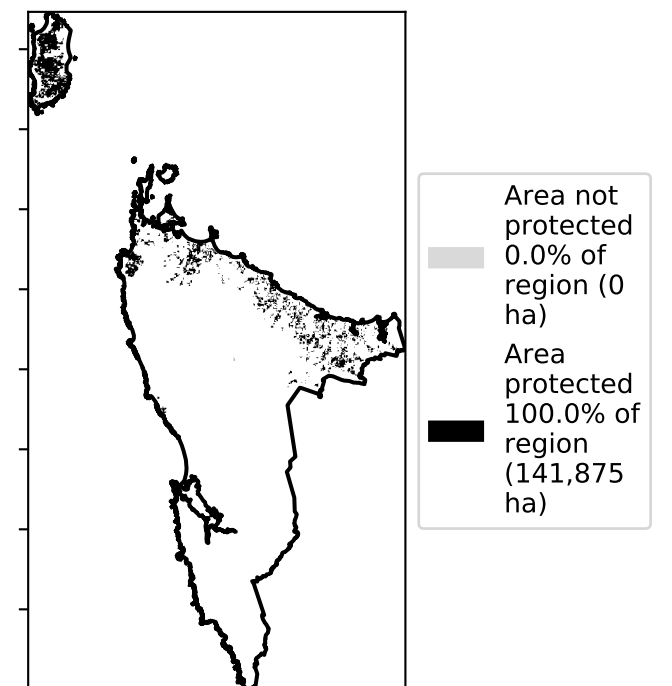 Area not
protected
0.0% of
region (0
ha)
Area
protected
100.0% of
region
(141,875
ha)